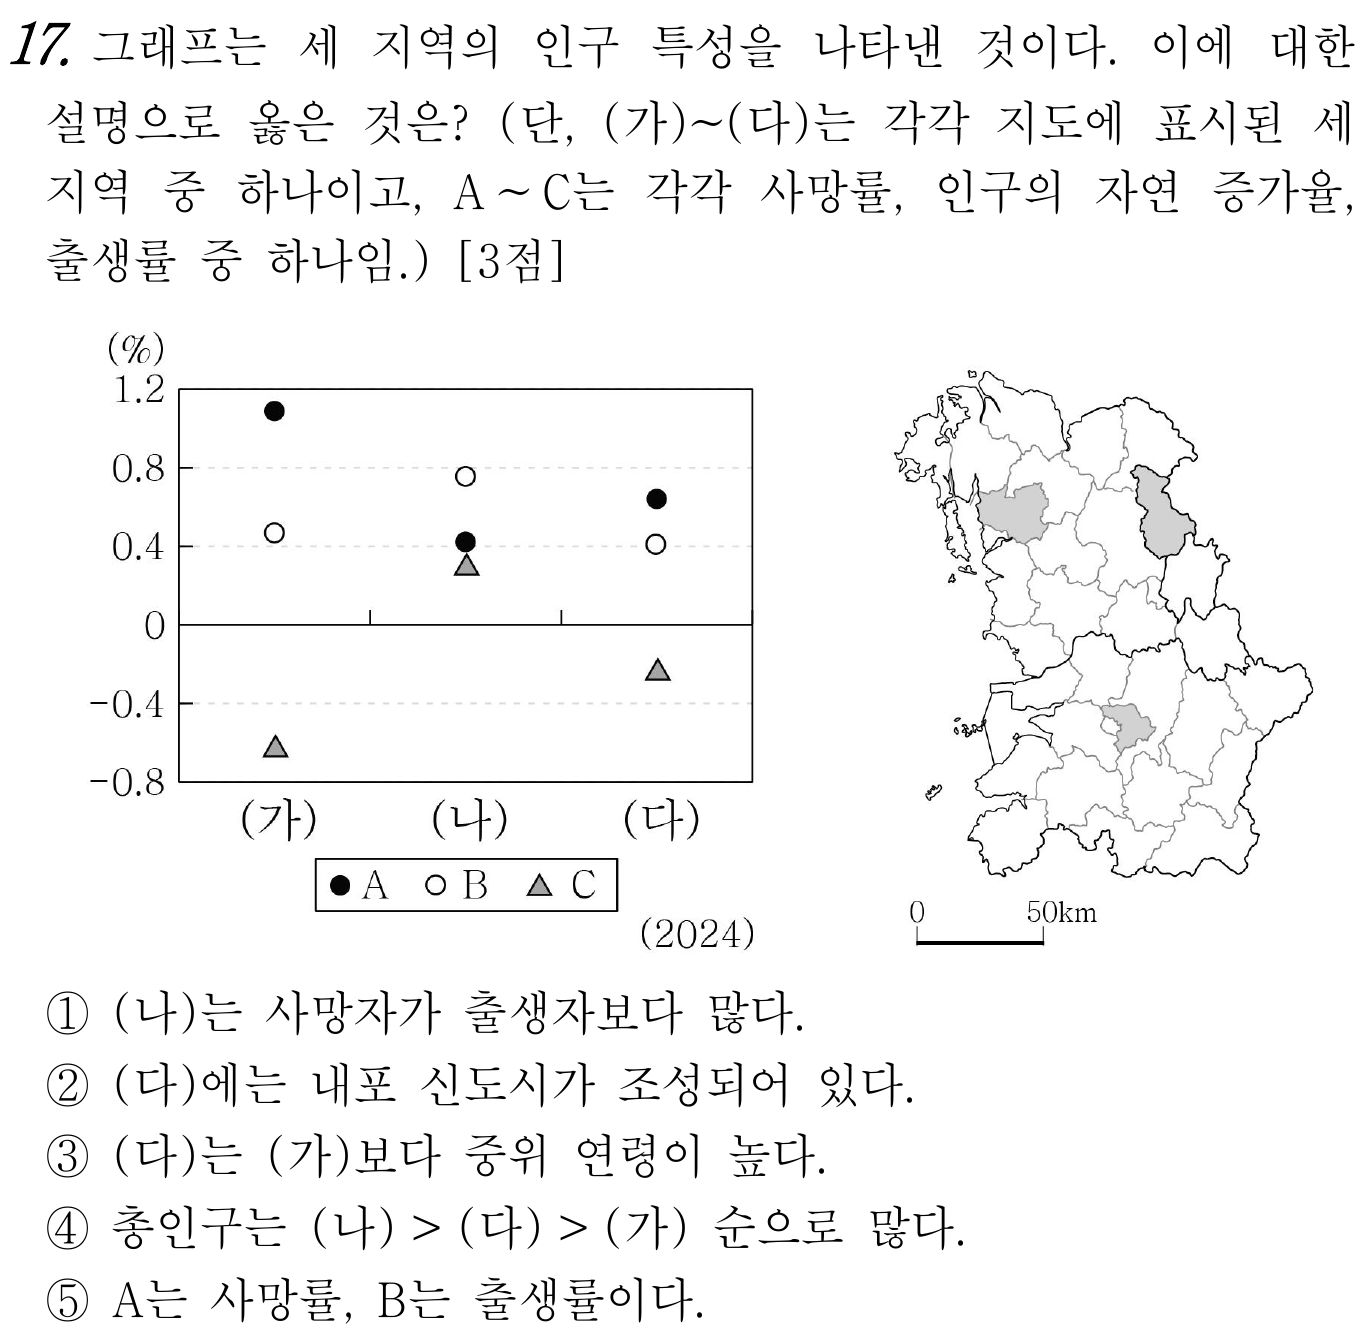 17. 그래프는 세 지역의 인구 특성을 나타낸 것이다. 이에 대한
설명으로 옳은 것은? (단, (가)~(다)는 각각 지도에 표시된 세
지역 중 하나이고, A ~ C는 각각 사망률, 인구의 자연 증가율,
출생률 중 하나임.) [3점]
(%)
1.2
0.8
0.4
0
-0.4
-0.8
(가) (나) (다)
A B C
(2024)
0 50km
① (나)는 사망자가 출생자보다 많다.
② (다)에는 내포 신도시가 조성되어 있다.
③ (다)는 (가)보다 중위 연령이 높다.
④ 총인구는 (나) > (다) > (가) 순으로 많다.
⑤ A는 사망률, B는 출생률이다.